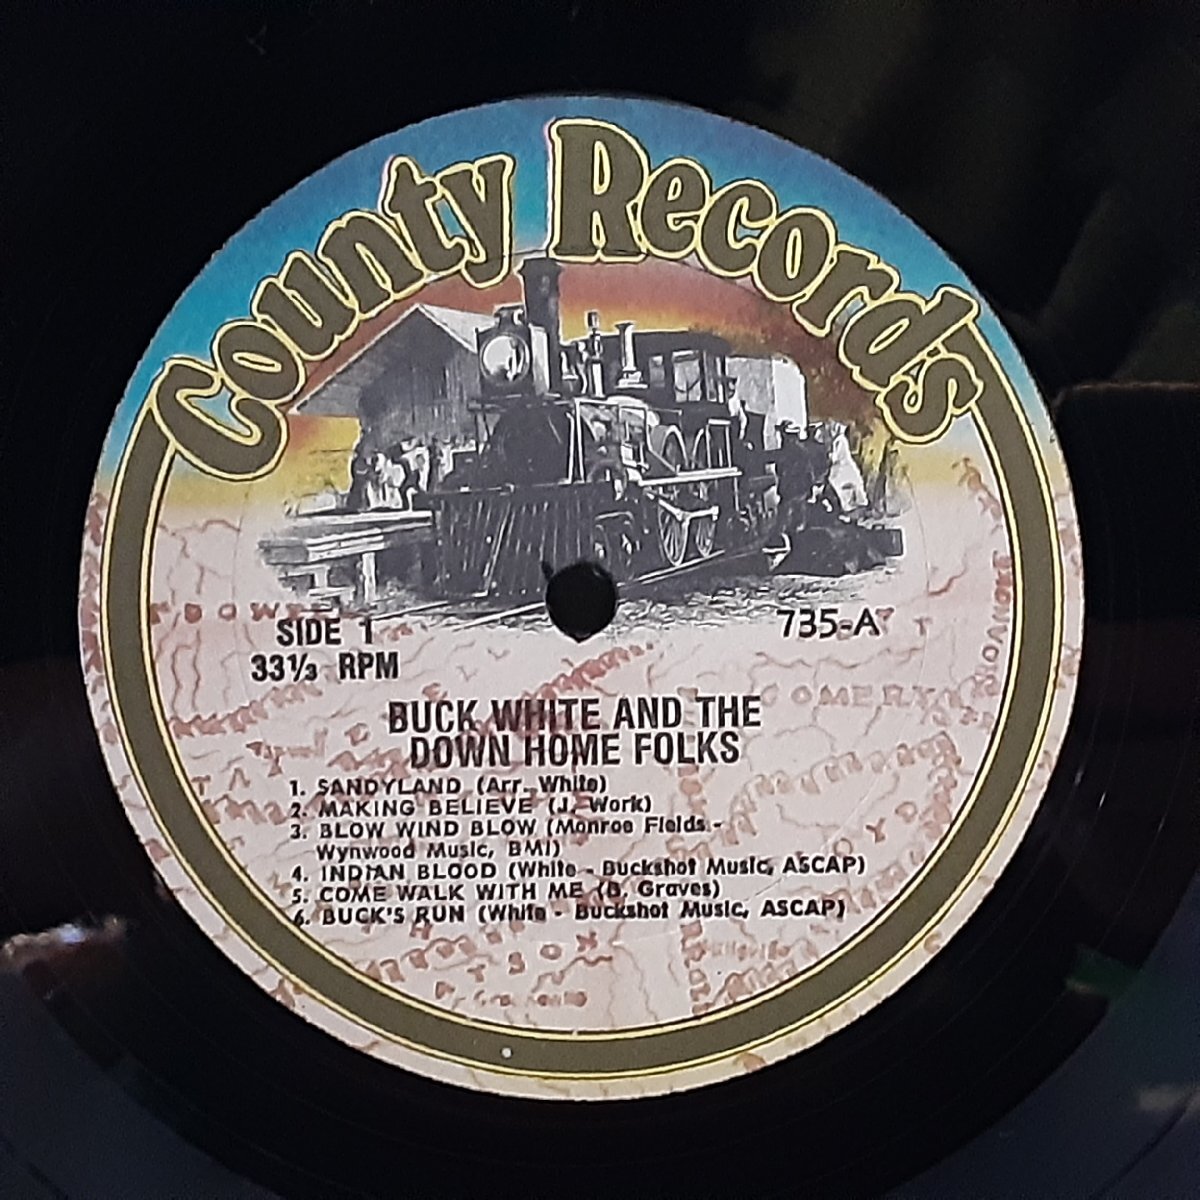 County Records
SIDE 1
33⅓ RPM
735-A
BUCK WHITE AND THE
DOWN HOME FOLKS
1. SANDYLAND (Arr. White)
2. MAKING BELIEVE (J. Work)
3. BLOW WIND BLOW (Monroe Fields -
Wynwood Music, BMI)
4. INDIAN BLOOD (White - Buckshot Music, ASCAP)
5. COME WALK WITH ME (B. Graves)
6. BUCK'S RUN (White - Buckshot Music, ASCAP)
ROANOKE